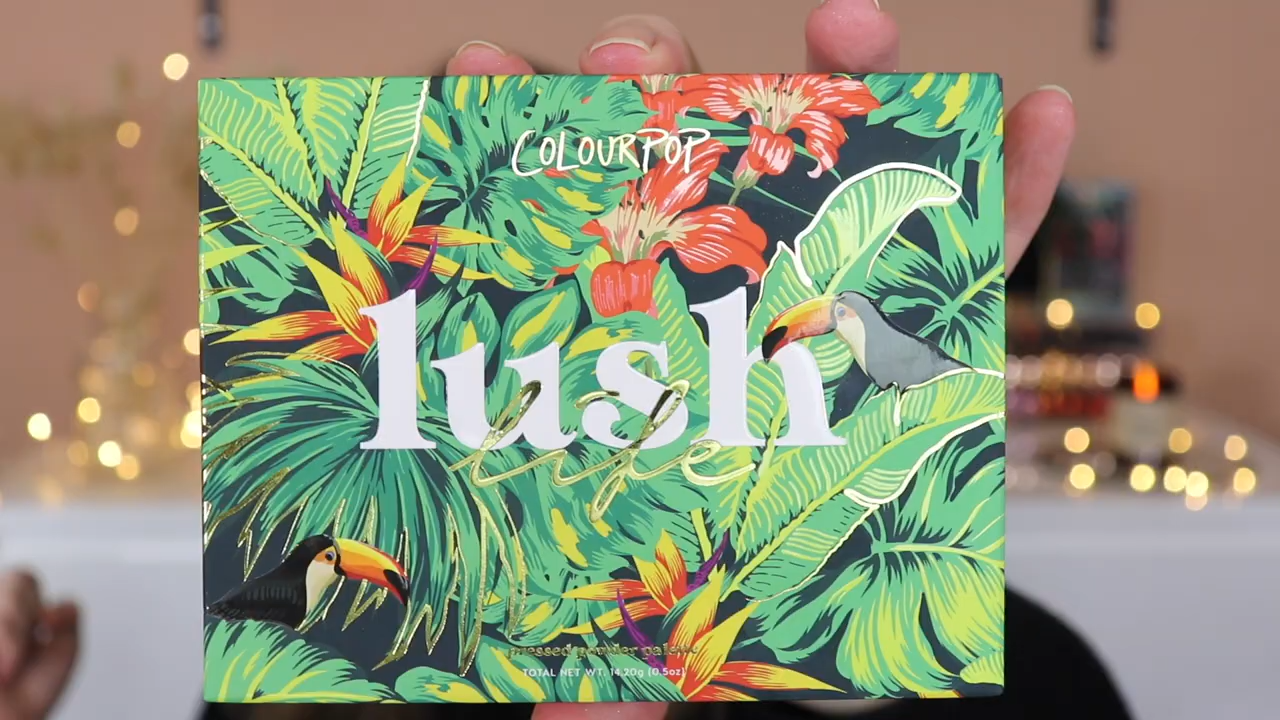 COLOURPOP
lush
life
pressed powder palette
TOTAL NET WT. 14.20g (0.5oz)